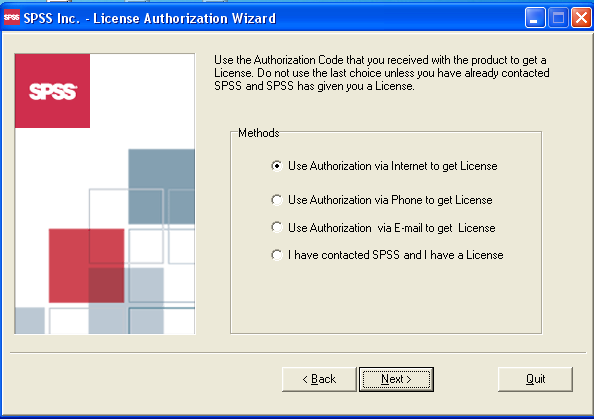 SPSS SPSS Inc. - License Authorization Wizard
SPSS
Use the Authorization Code that you received with the product to get a
License. Do not use the last choice unless you have already contacted
SPSS and SPSS has given you a License.
Methods
Use Authorization via Internet to get License
Use Authorization via Phone to get License
Use Authorization via E-mail to get License
I have contacted SPSS and I have a License
< Back Next > Quit